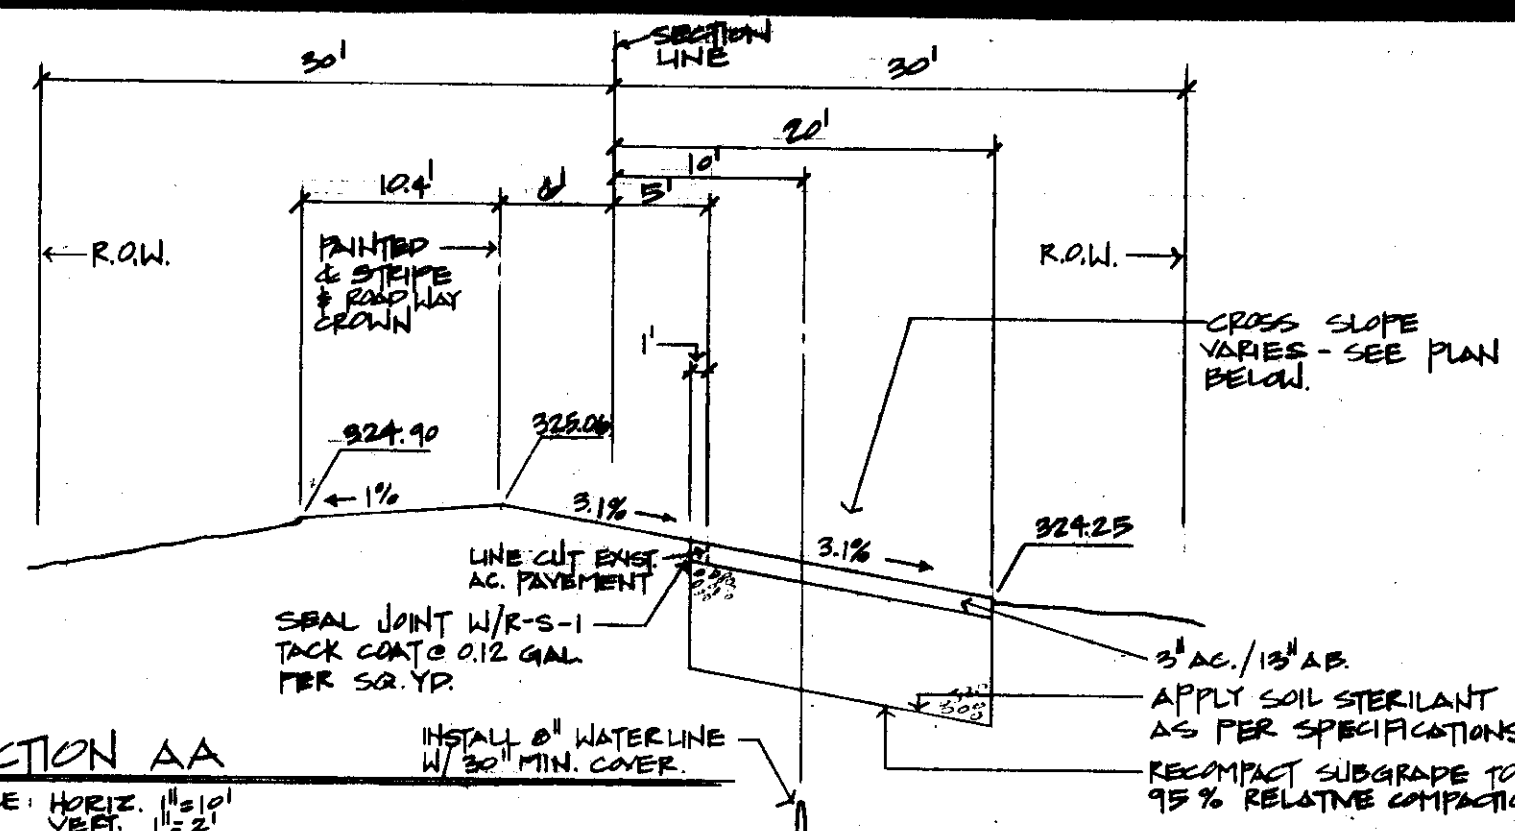 SECTION
LINE
30'
30'
20'
10'
10.4'
5'
R.O.W.
PAINTED
& STRIPE
& ROAD WAY
CROWN
R.O.W.
1'
CROSS SLOPE
VARIES - SEE PLAN
BELOW.
324.90
325.06
← 1%
3.1%
3.1%
324.25
LINE CUT EXIST.
AC. PAVEMENT
SEAL JOINT W/R-S-1
TACK COAT @ 0.12 GAL.
PER SQ. YD.
3" AC./13" AB.
APPLY SOIL STERILANT
AS PER SPECIFICATIONS
INSTALL 8" WATERLINE
W/ 30" MIN. COVER.
RECOMPACT SUBGRADE TO
95% RELATIVE COMPACTIO
CTION AA
E: HORIZ. 1"=10'
VERT. 1"=2'